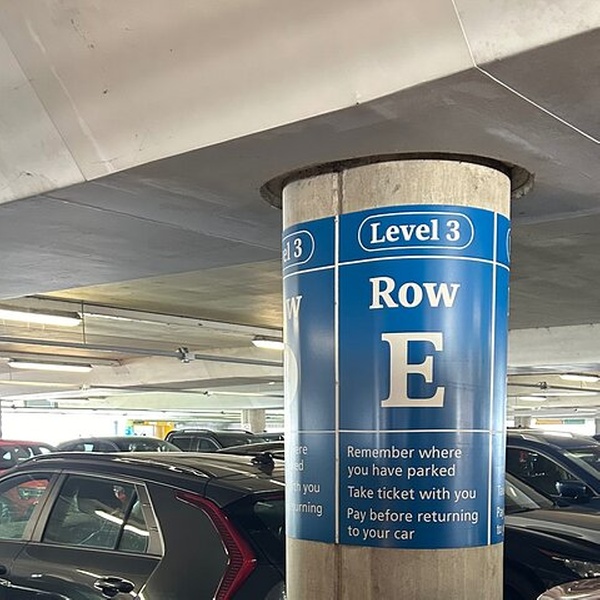 Level 3
Row
E
Remember where
you have parked
Take ticket with you
Pay before returning
to your car